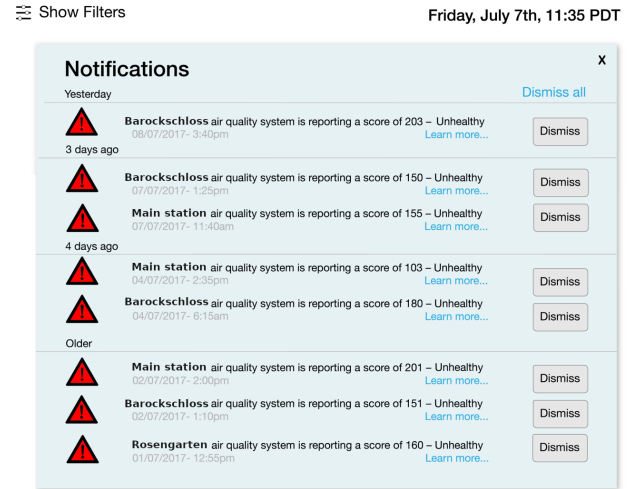 Show Filters
Friday, July 7th, 11:35 PDT
X
Notifications
Yesterday
Dismiss all
Barockschloss air quality system is reporting a score of 203 – Unhealthy
08/07/2017- 3:40pm
Learn more...
Dismiss
3 days ago
Barockschloss air quality system is reporting a score of 150 – Unhealthy
07/07/2017- 1:25pm
Learn more...
Dismiss
Main station air quality system is reporting a score of 155 – Unhealthy
07/07/2017- 11:40am
Learn more...
Dismiss
4 days ago
Main station air quality system is reporting a score of 103 – Unhealthy
04/07/2017- 2:35pm
Learn more...
Dismiss
Barockschloss air quality system is reporting a score of 180 – Unhealthy
04/07/2017- 6:15am
Learn more...
Dismiss
Older
Main station air quality system is reporting a score of 201 – Unhealthy
02/07/2017- 2:00pm
Learn more...
Dismiss
Barockschloss air quality system is reporting a score of 151 – Unhealthy
02/07/2017- 1:10pm
Learn more...
Dismiss
Rosengarten air quality system is reporting a score of 160 – Unhealthy
01/07/2017- 12:55pm
Learn more...
Dismiss